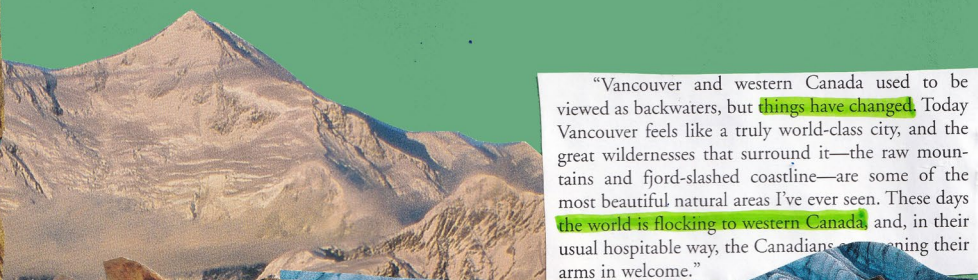 “Vancouver and western Canada used to be
viewed as backwaters, but things have changed. Today
Vancouver feels like a truly world-class city, and the
great wildernesses that surround it—the raw moun-
tains and fjord-slashed coastline—are some of the
most beautiful natural areas I’ve ever seen. These days
the world is flocking to western Canada, and, in their
usual hospitable way, the Canadians ening their
arms in welcome.”